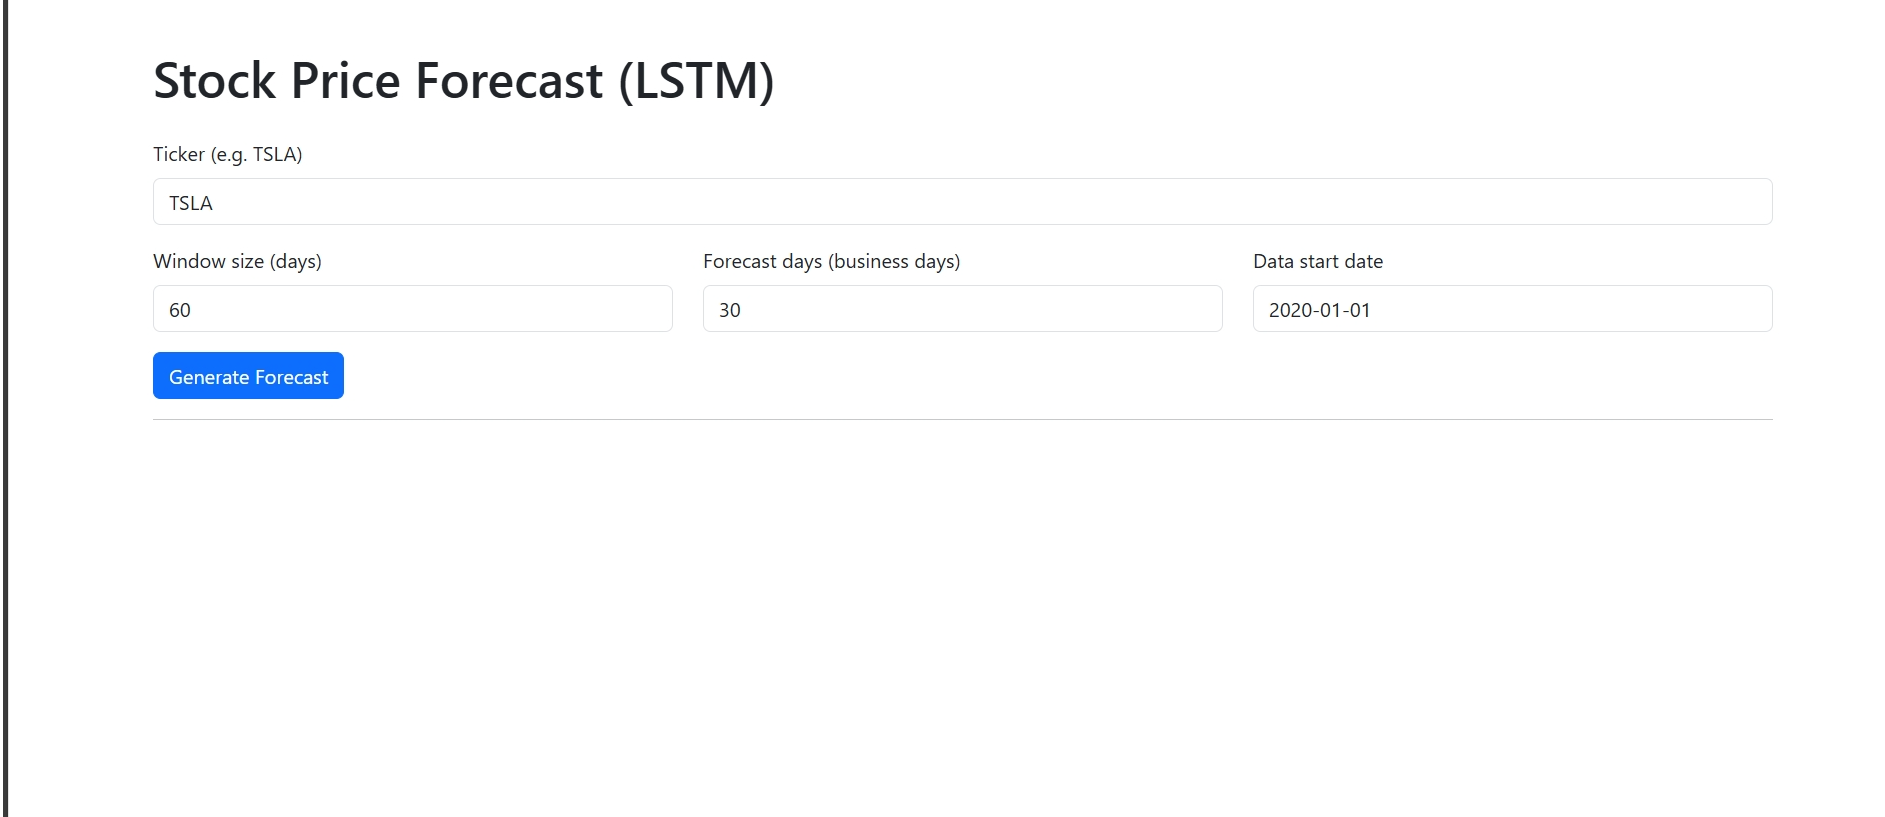 Stock Price Forecast (LSTM)
Ticker (e.g. TSLA)
TSLA
Window size (days)
60
Forecast days (business days)
30
Data start date
2020-01-01
Generate Forecast